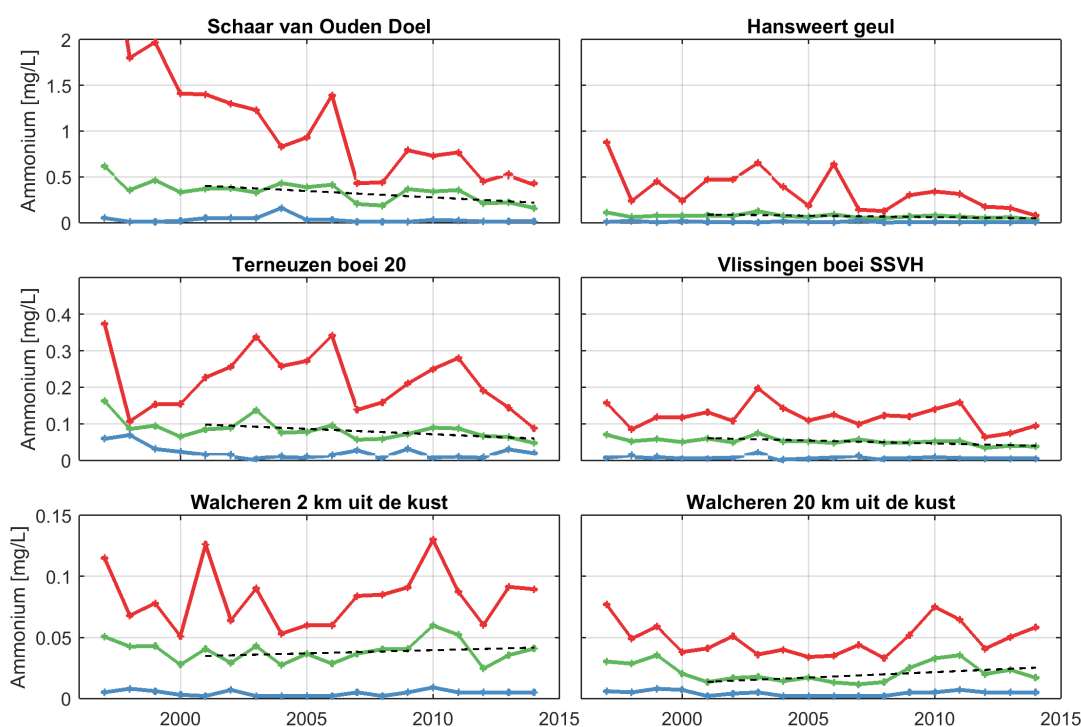 Schaar van Ouden Doel
Hansweert geul
Ammonium [mg/L]
2
1.5
1
0.5
0
Terneuzen boei 20
Vlissingen boei SSVH
Ammonium [mg/L]
0.4
0.3
0.2
0.1
0
Walcheren 2 km uit de kust
Walcheren 20 km uit de kust
Ammonium [mg/L]
0.15
0.1
0.05
0
2000 2005 2010 2015 2000 2005 2010 2015